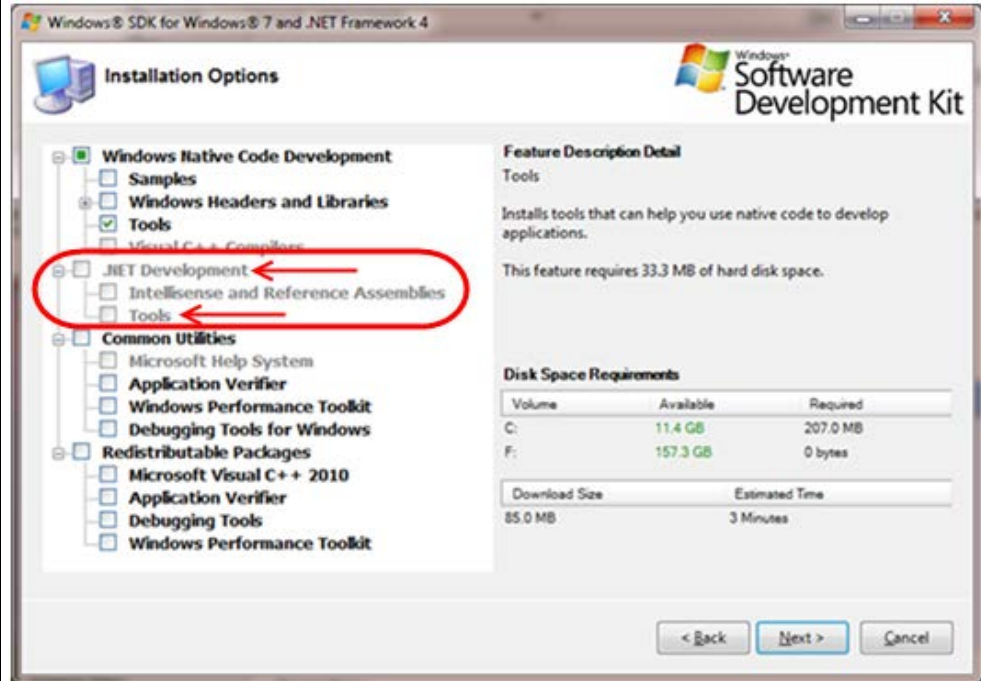 Windows® SDK for Windows® 7 and .NET Framework 4
Installation Options
Windows®
Software
Development Kit
Windows Native Code Development
Samples
Windows Headers and Libraries
Tools
Visual C++ Compilers
.NET Development
Intellisense and Reference Assemblies
Tools
Common Utilities
Microsoft Help System
Application Verifier
Windows Performance Toolkit
Debugging Tools for Windows
Redistributable Packages
Microsoft Visual C++ 2010
Application Verifier
Debugging Tools
Windows Performance Toolkit
Feature Description Detail
Tools
Installs tools that can help you use native code to develop
applications.
This feature requires 33.3 MB of hard disk space.
Disk Space Requirements
Volume Available Required
C: 11.4 GB 207.0 MB
F: 157.3 GB 0 bytes
Download Size Estimated Time
85.0 MB 3 Minutes
< Back Next > Cancel